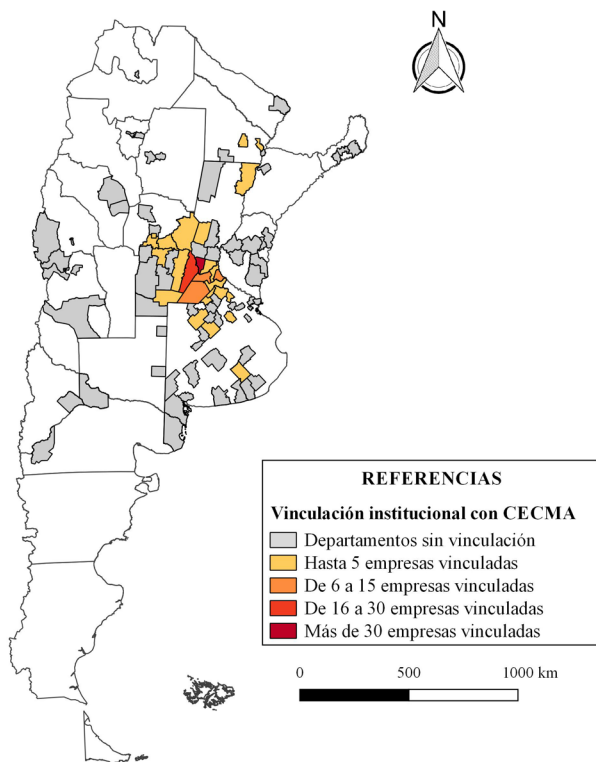 N
REFERENCIAS
Vinculación institucional con CECMA
Departamentos sin vinculación
Hasta 5 empresas vinculadas
De 6 a 15 empresas vinculadas
De 16 a 30 empresas vinculadas
Más de 30 empresas vinculadas
0 500 1000 km